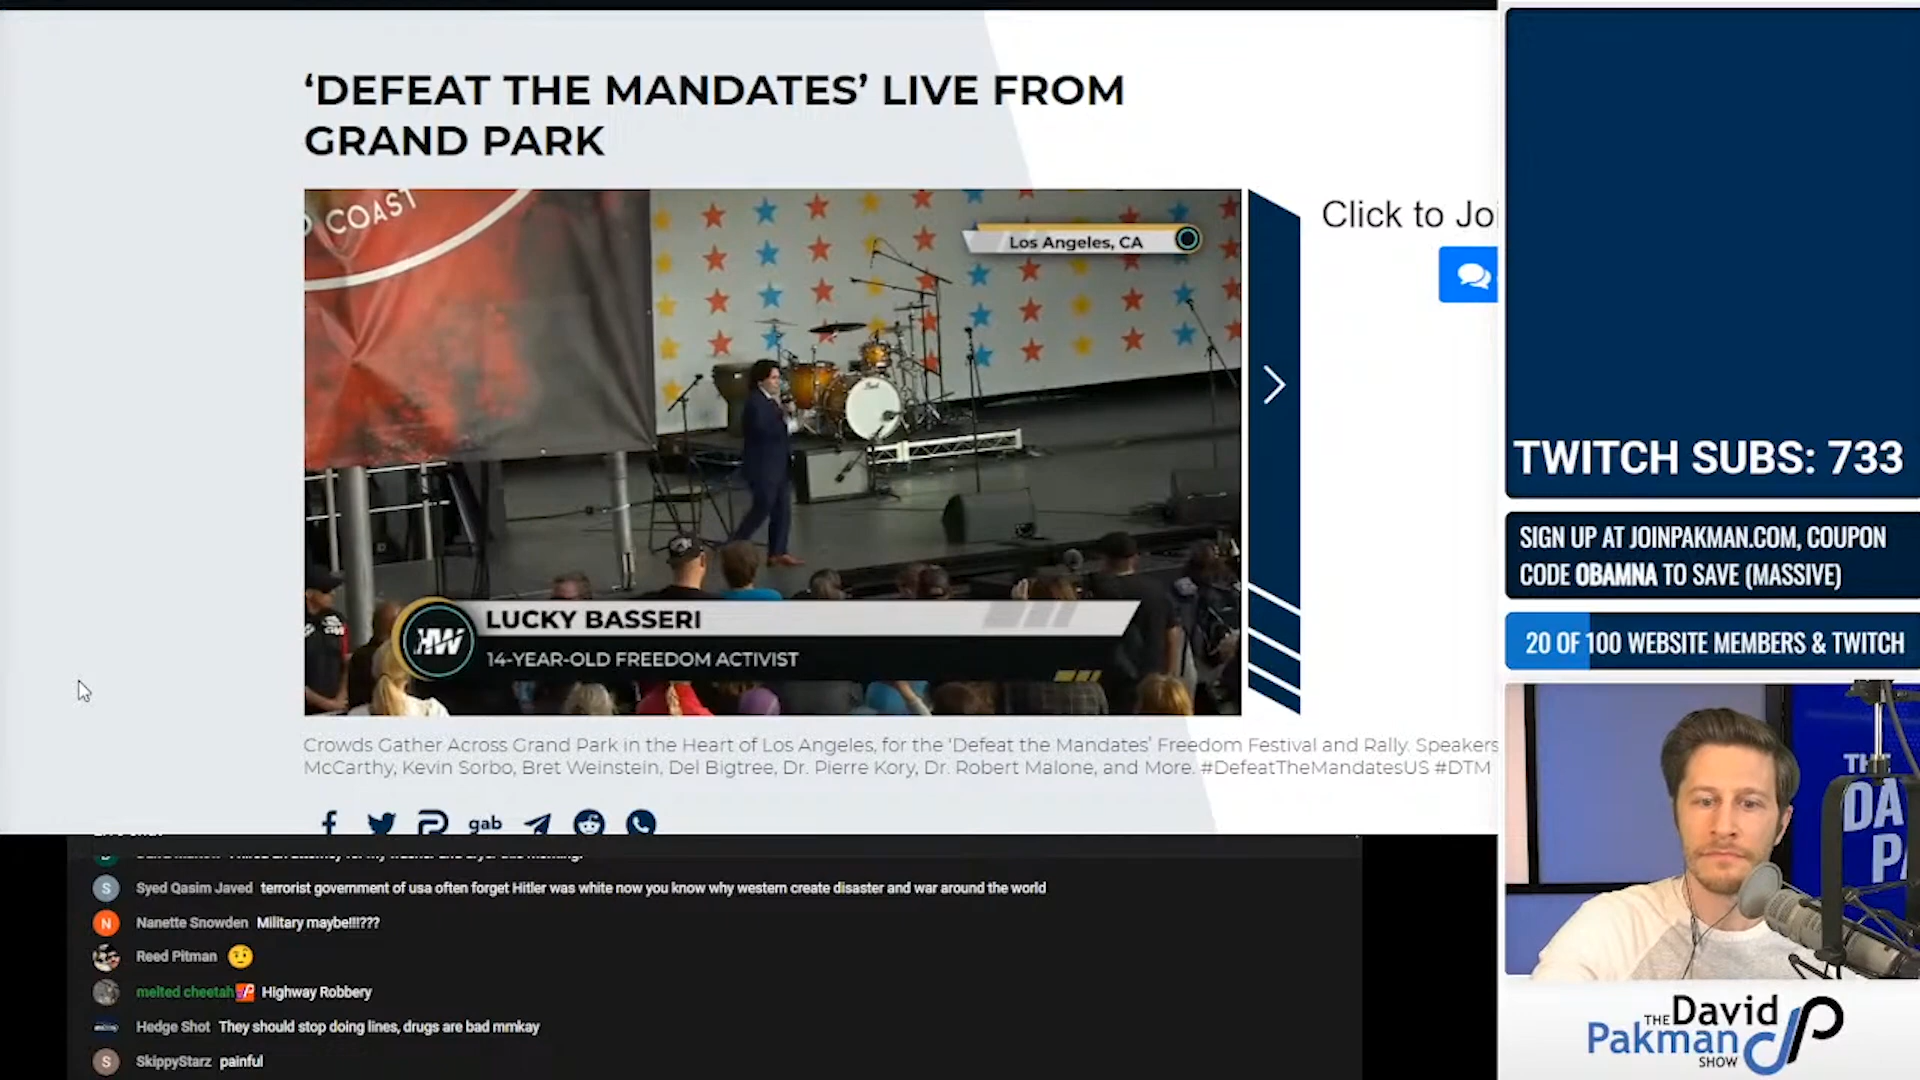 ‘DEFEAT THE MANDATES’ LIVE FROM
GRAND PARK
COAST
Los Angeles, CA
Click to Joi
HW
LUCKY BASSERI
14-YEAR-OLD FREEDOM ACTIVIST
Crowds Gather Across Grand Park in the Heart of Los Angeles, for the ‘Defeat the Mandates’ Freedom Festival and Rally. Speakers
McCarthy, Kevin Sorbo, Bret Weinstein, Del Bigtree, Dr. Pierre Kory, Dr. Robert Malone, and More. #DefeatTheMandatesUS #DTM
gab
S Syed Qasim Javed terrorist government of usa often forget Hitler was white now you know why western create disaster and war around the world
N Nanette Snowden Military maybe!!!???
Reed Pitman
melted cheetah Highway Robbery
Hedge Shot They should stop doing lines, drugs are bad mmkay
S SkippyStarz painful
TWITCH SUBS: 733
SIGN UP AT JOINPAKMAN.COM, COUPON
CODE OBAMNA TO SAVE (MASSIVE)
20 OF 100 WEBSITE MEMBERS & TWITCH
THE
DA
PA
THE David
Pakman
SHOW